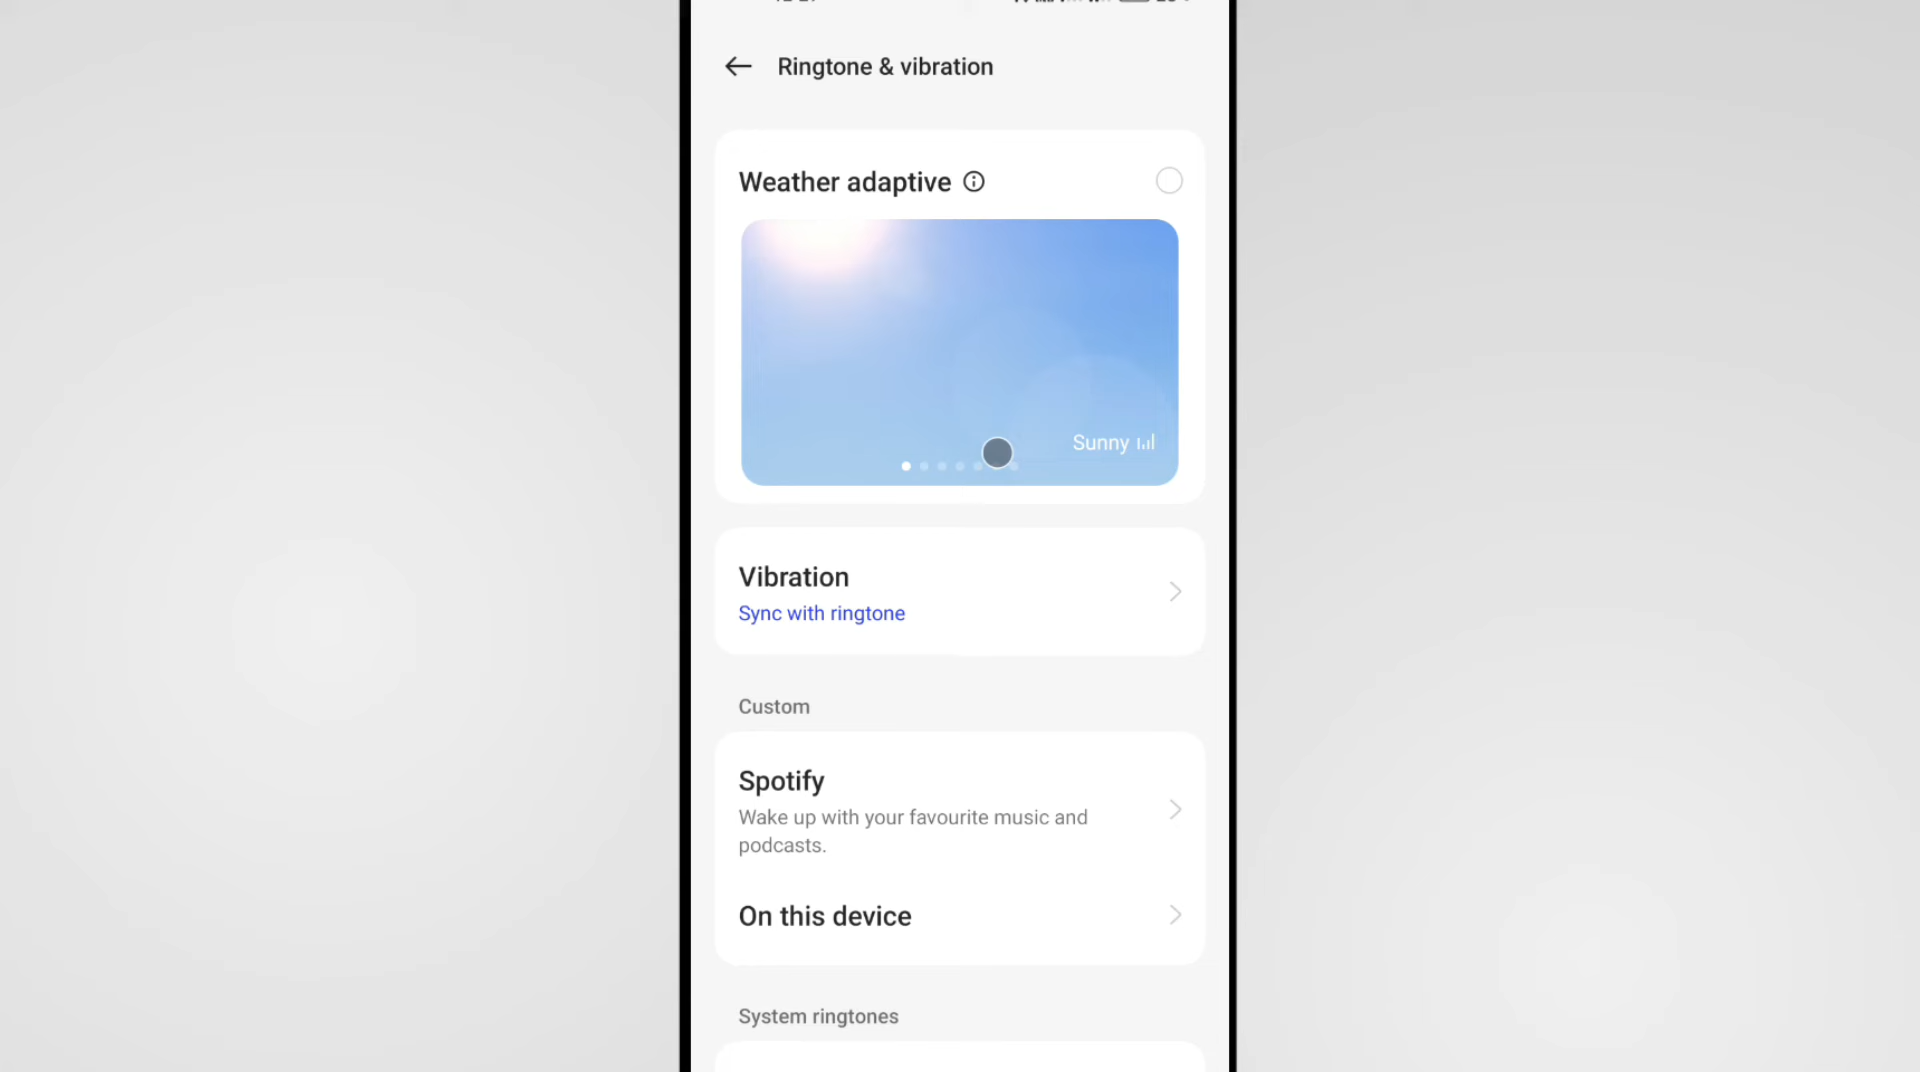 Ringtone & vibration
Weather adaptive
Sunny
Vibration
Sync with ringtone
Custom
Spotify
Wake up with your favourite music and
podcasts.
On this device
System ringtones